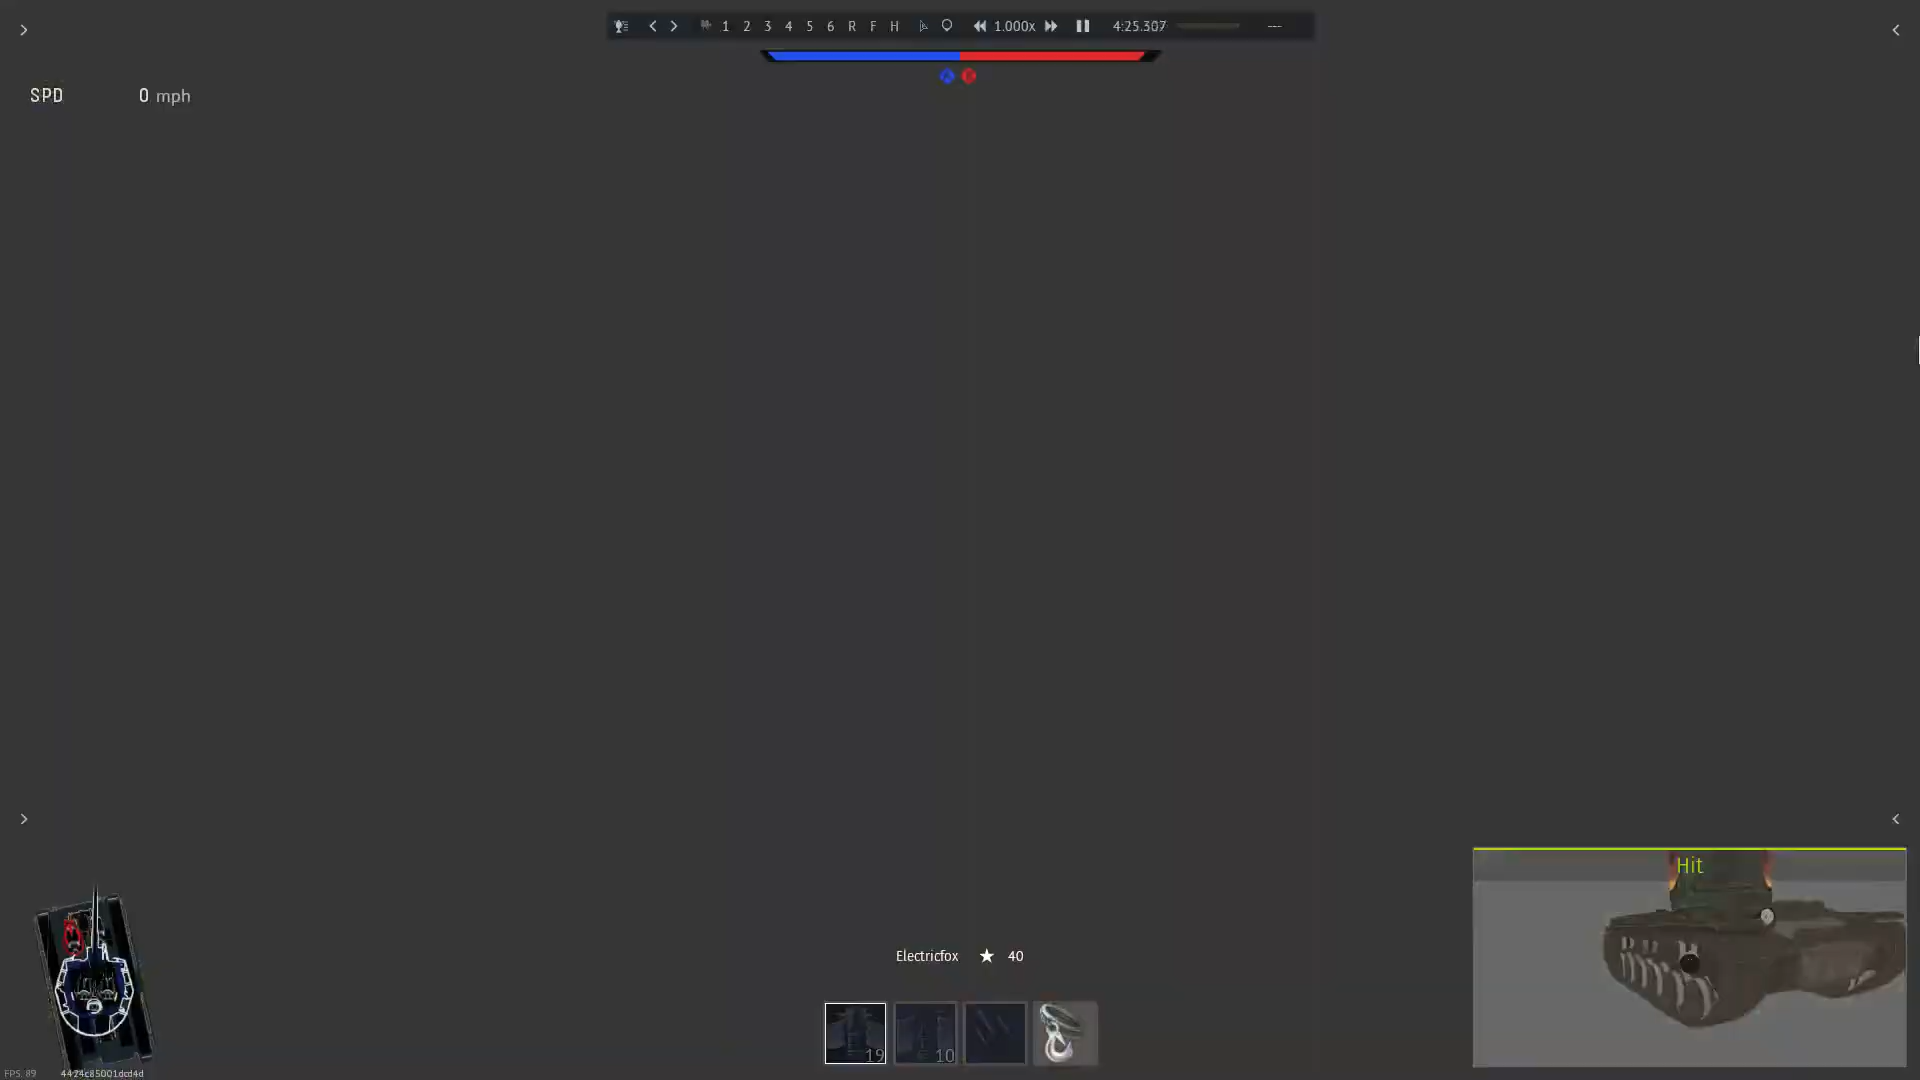 1 2 3 4 5 6 R F H 1.000x 4:25.307 ---
SPD 0 mph
Hit
Electricfox ★ 40
19 10
FPS: 89 4424c85001dcd4d